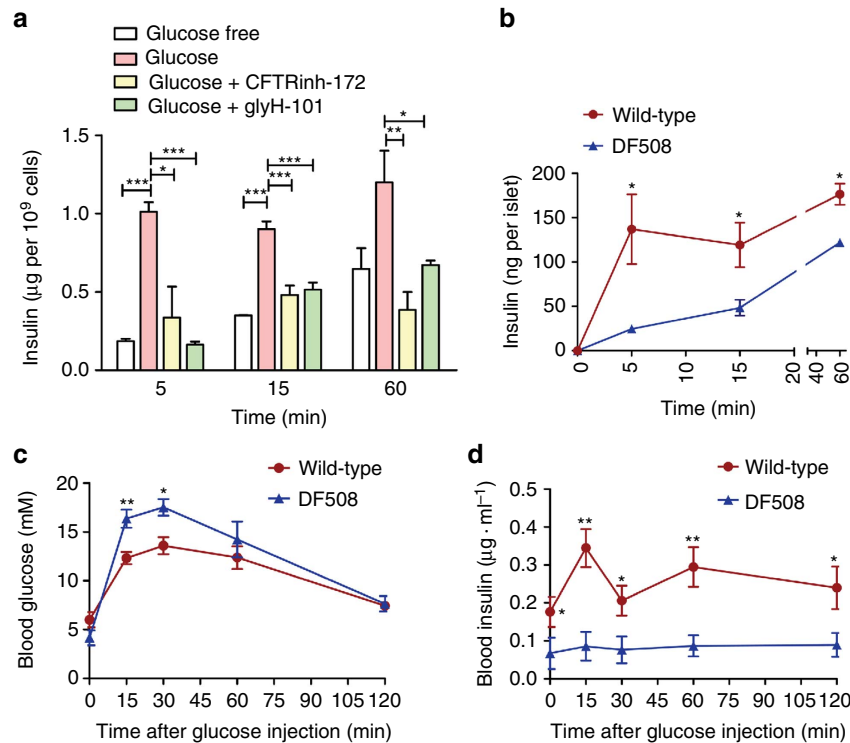 a
Glucose free
Glucose
Glucose + CFTRinh-172
Glucose + glyH-101
Insulin (µg per 10⁹ cells)
1.5
1.0
0.5
0.0
***
*
***
***
***
***
**
*
5 15 60
Time (min)
b
Wild-type
DF508
Insulin (ng per islet)
200
150
100
50
0
*
*
*
0 5 10 15 20 40 60
Time (min)
c
Wild-type
DF508
Blood glucose (mM)
20
15
10
5
0
**
*
0 15 30 45 60 75 90 105 120
Time after glucose injection (min)
d
Wild-type
DF508
Blood insulin (µg · ml⁻¹)
0.5
0.4
0.3
0.2
0.1
0.0
*
**
*
**
*
0 15 30 45 60 75 90 105 120
Time after glucose injection (min)